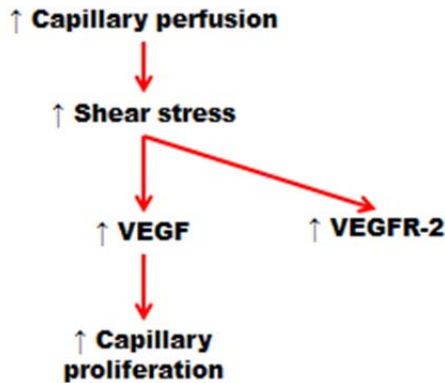 ↑ Capillary perfusion
↑ Shear stress
↑ VEGF
↑ VEGFR-2
↑ Capillary
proliferation